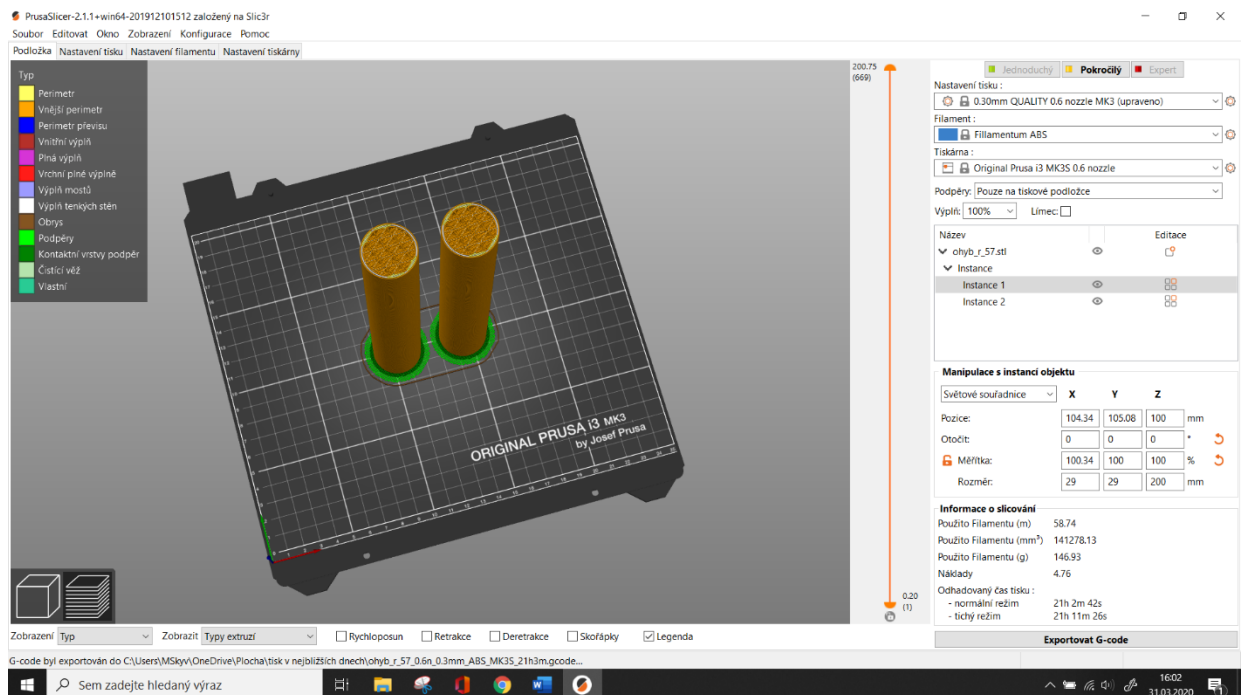 PrusaSlicer-2.1.1+win64-201912101512 založený na Slic3r
Soubor Editovat Okno Zobrazení Konfigurace Pomoc
Podložka Nastavení tisku Nastavení filamentu Nastavení tiskárny
Typ
Perimetr
Vnější perimetr
Perimetr převisu
Vnitřní výplň
Plná výplň
Vrchní plné výplně
Výplň mostů
Výplň tenkých stěn
Obrys
Podpěry
Kontaktní vrstvy podpěr
Čistící věž
Vlastní
ORIGINAL PRUSA i3 MK3
by Josef Prusa
200.75
(669)
0.20
(1)
Jednoduchý Pokročilý Expert
Nastavení tisku :
0.30mm QUALITY 0.6 nozzle MK3 (upraveno)
Filament :
Fillamentum ABS
Tiskárna :
Original Prusa i3 MK3S 0.6 nozzle
Podpěry: Pouze na tiskové podložce
Výplň: 100% Límec:
Název Editace
ohyb_r_57.stl
Instance
Instance 1
Instance 2
Manipulace s instancí objektu
Světové souřadnice X Y Z
Pozice: 104.34 105.08 100 mm
Otočit: 0 0 0 °
Měřítka: 100.34 100 100 %
Rozměr: 29 29 200 mm
Informace o slicování
Použito Filamentu (m) 58.74
Použito Filamentu (mm³) 141278.13
Použito Filamentu (g) 146.93
Náklady 4.76
Odhadovaný čas tisku :
- normální režim 21h 2m 42s
- tichý režim 21h 11m 26s
Exportovat G-code
Zobrazení Typ Zobrazit Typy extruzí Rychloposun Retrakce Deretrakce Skořápky Legenda
G-code byl exportován do C:\Users\MSkyv\OneDrive\Plocha\tisk v nejbližších dnech\ohyb_r_57_0.6n_0.3mm_ABS_MK3S_21h3m.gcode...
Sem zadejte hledaný výraz
16:02
31.03.2020